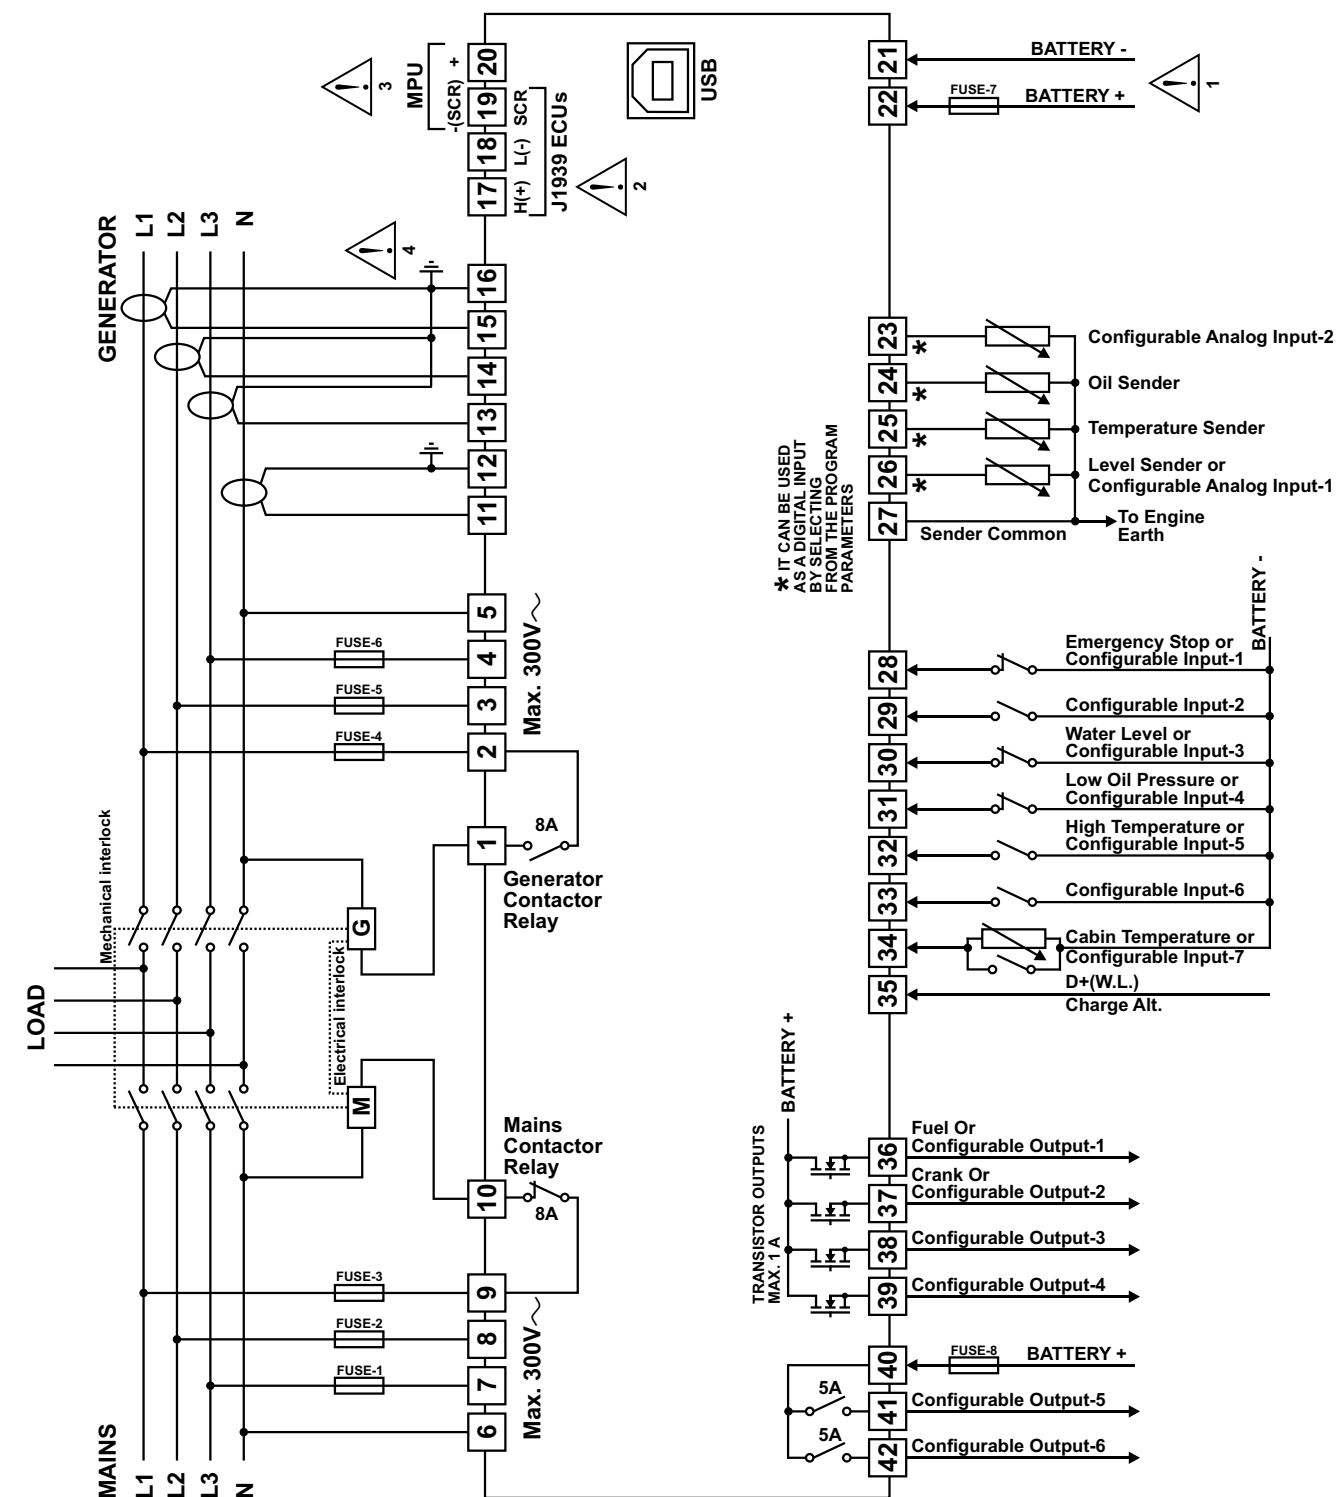 20
19
18
17
+
-(SCR)
MPU
SCR
L(-)
H(+)
J1939 ECUs
3
2
USB
21
22
BATTERY -
FUSE-7
BATTERY +
1
GENERATOR
L1
L2
L3
N
4
16
15
14
13
12
11
5
4
3
2
1
FUSE-6
FUSE-5
FUSE-4
Max. 300V
8A
Generator
Contactor
Relay
Mechanical interlock
Electrical interlock
G
M
LOAD
Mains
Contactor
Relay
10
8A
9
8
7
6
FUSE-3
FUSE-2
FUSE-1
Max. 300V
MAINS
L1
L2
L3
N
23
*
Configurable Analog Input-2
24
*
Oil Sender
25
*
Temperature Sender
26
*
Level Sender or
Configurable Analog Input-1
27
Sender Common
To Engine
Earth
* IT CAN BE USED
AS A DIGITAL INPUT
BY SELECTING
FROM THE PROGRAM
PARAMETERS
BATTERY -
28
Emergency Stop or
Configurable Input-1
29
Configurable Input-2
30
Water Level or
Configurable Input-3
31
Low Oil Pressure or
Configurable Input-4
32
High Temperature or
Configurable Input-5
33
Configurable Input-6
34
Cabin Temperature or
Configurable Input-7
35
D+(W.L.)
Charge Alt.
BATTERY +
TRANSISTOR OUTPUTS
MAX. 1 A
36
Fuel Or
Configurable Output-1
37
Crank Or
Configurable Output-2
38
Configurable Output-3
39
Configurable Output-4
40
FUSE-8
BATTERY +
5A
41
Configurable Output-5
5A
42
Configurable Output-6